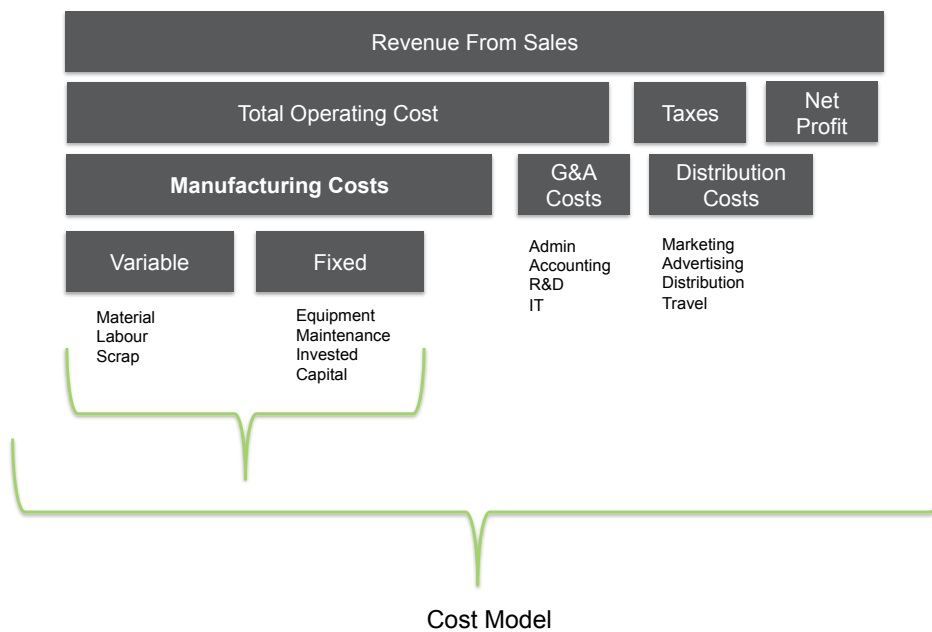 Revenue From Sales
Total Operating Cost
Taxes
Net
Profit
Manufacturing Costs
G&A
Costs
Distribution
Costs
Variable
Fixed
Admin
Accounting
R&D
IT
Marketing
Advertising
Distribution
Travel
Material
Labour
Scrap
Equipment
Maintenance
Invested
Capital
Cost Model